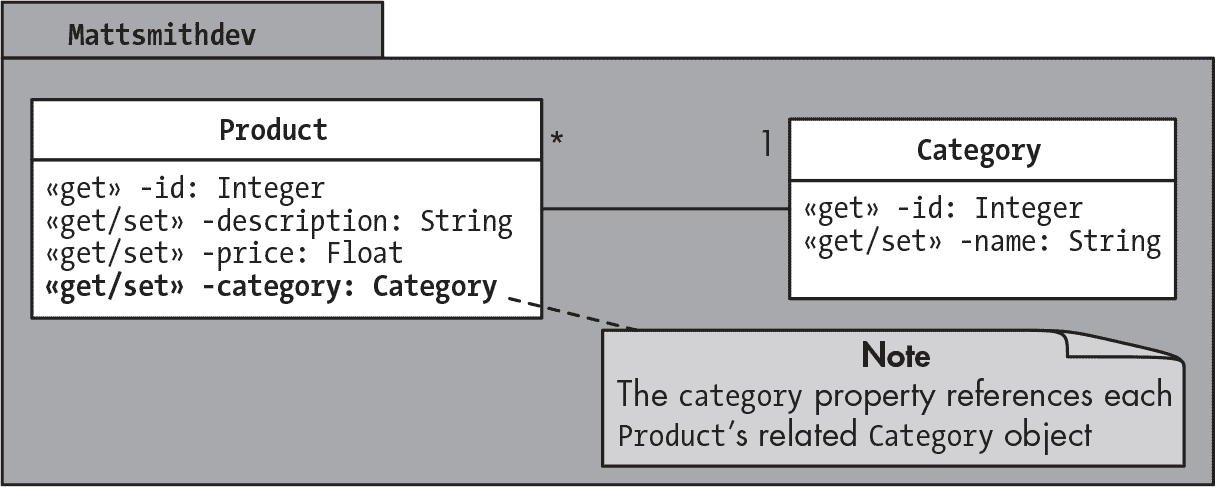 Mattsmithdev
Product
«get» -id: Integer
«get/set» -description: String
«get/set» -price: Float
«get/set» -category: Category
*
1
Category
«get» -id: Integer
«get/set» -name: String
Note
The category property references each
Product's related Category object